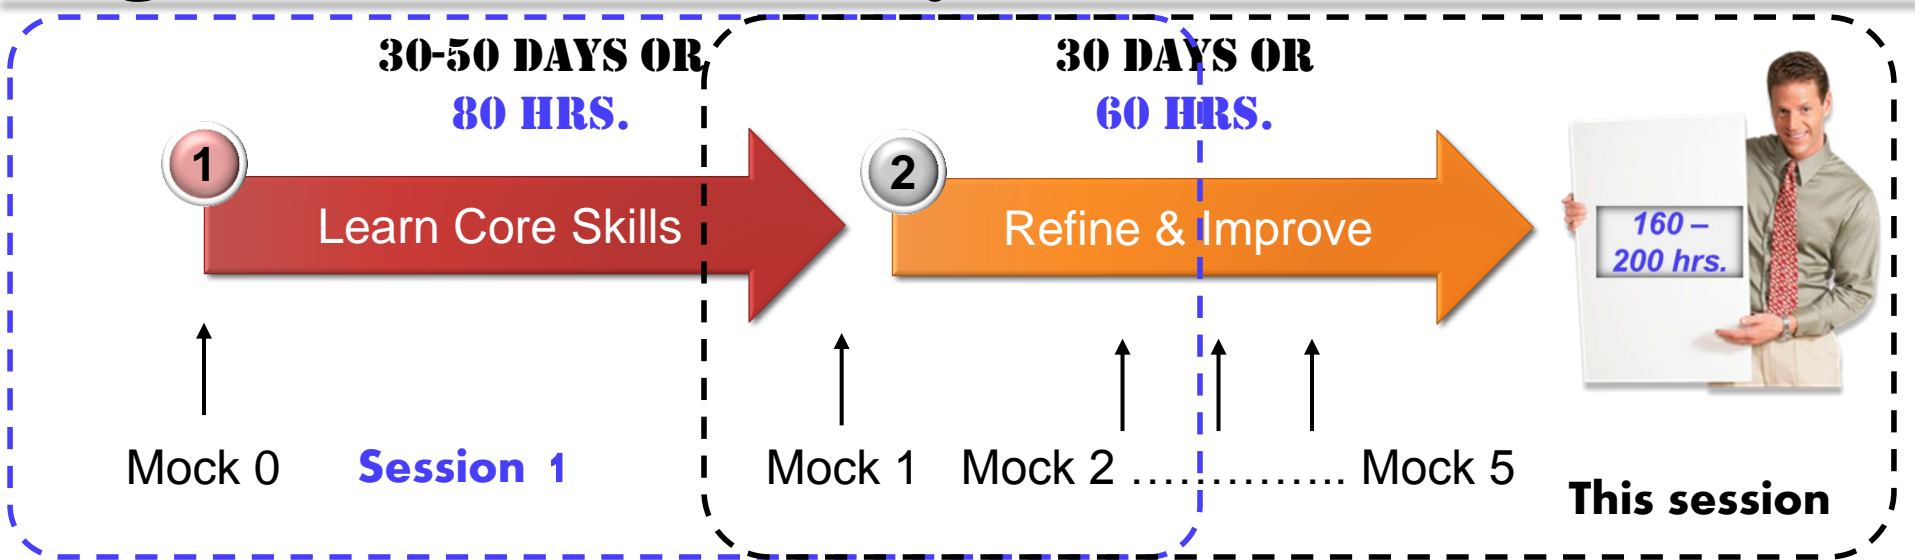 30-50 DAYS OR
80 HRS.
30 DAYS OR
60 HRS.
1
Learn Core Skills
2
Refine & Improve
160 –
200 hrs.
Mock 0
Session 1
Mock 1
Mock 2 ………….. Mock 5
This session